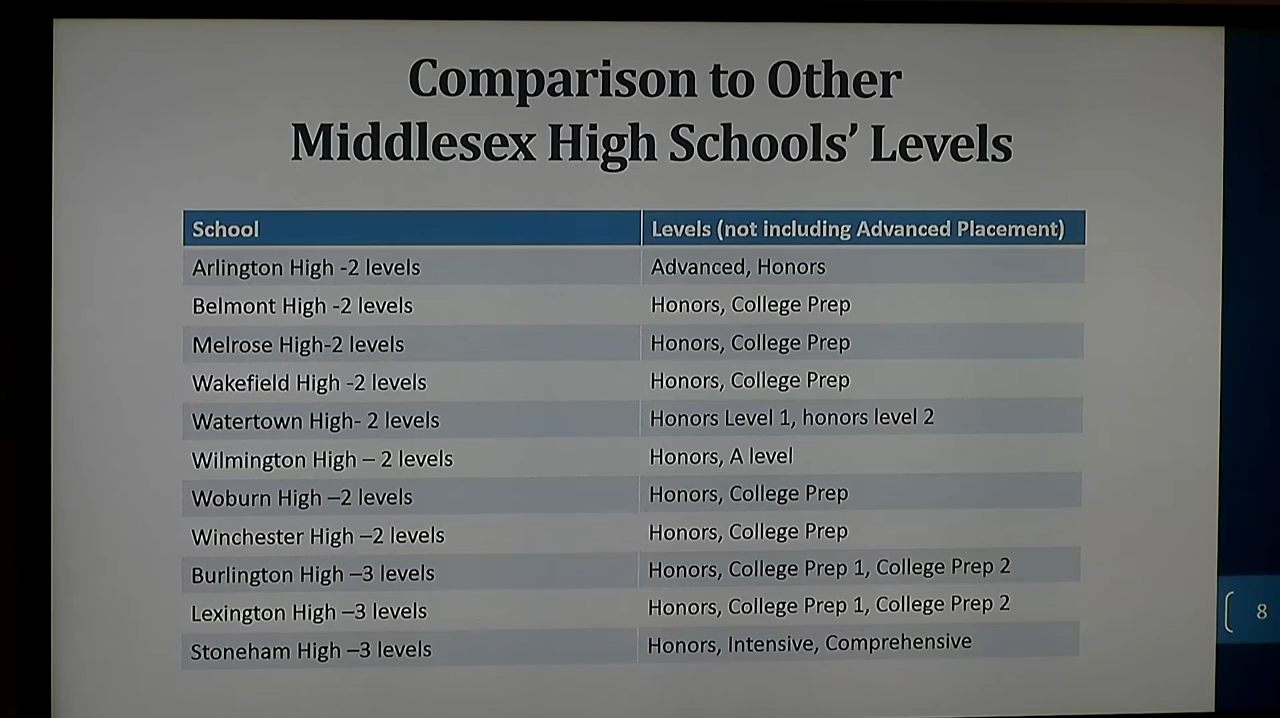 Comparison to Other
Middlesex High Schools' Levels
School Levels (not including Advanced Placement)
Arlington High -2 levels Advanced, Honors
Belmont High -2 levels Honors, College Prep
Melrose High-2 levels Honors, College Prep
Wakefield High -2 levels Honors, College Prep
Watertown High- 2 levels Honors Level 1, honors level 2
Wilmington High – 2 levels Honors, A level
Woburn High –2 levels Honors, College Prep
Winchester High –2 levels Honors, College Prep
Burlington High –3 levels Honors, College Prep 1, College Prep 2
Lexington High –3 levels Honors, College Prep 1, College Prep 2
Stoneham High –3 levels Honors, Intensive, Comprehensive
8